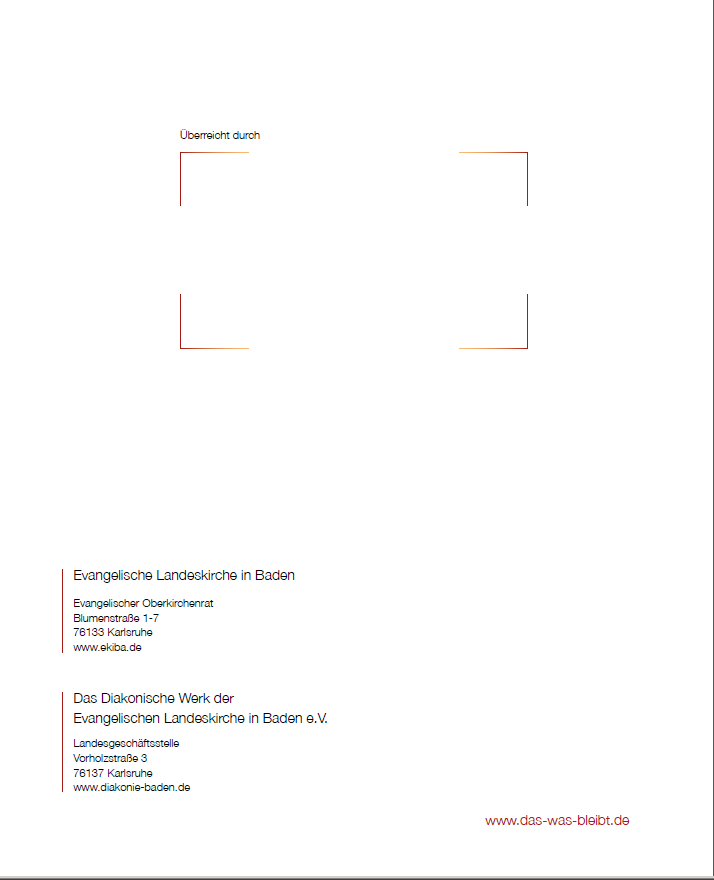 Überreicht durch
Evangelische Landeskirche in Baden
Evangelischer Oberkirchenrat
Blumenstraße 1-7
76133 Karlsruhe
www.ekiba.de
Das Diakonische Werk der
Evangelischen Landeskirche in Baden e.V.
Landesgeschäftsstelle
Vorholzstraße 3
76137 Karlsruhe
www.diakonie-baden.de
www.das-was-bleibt.de